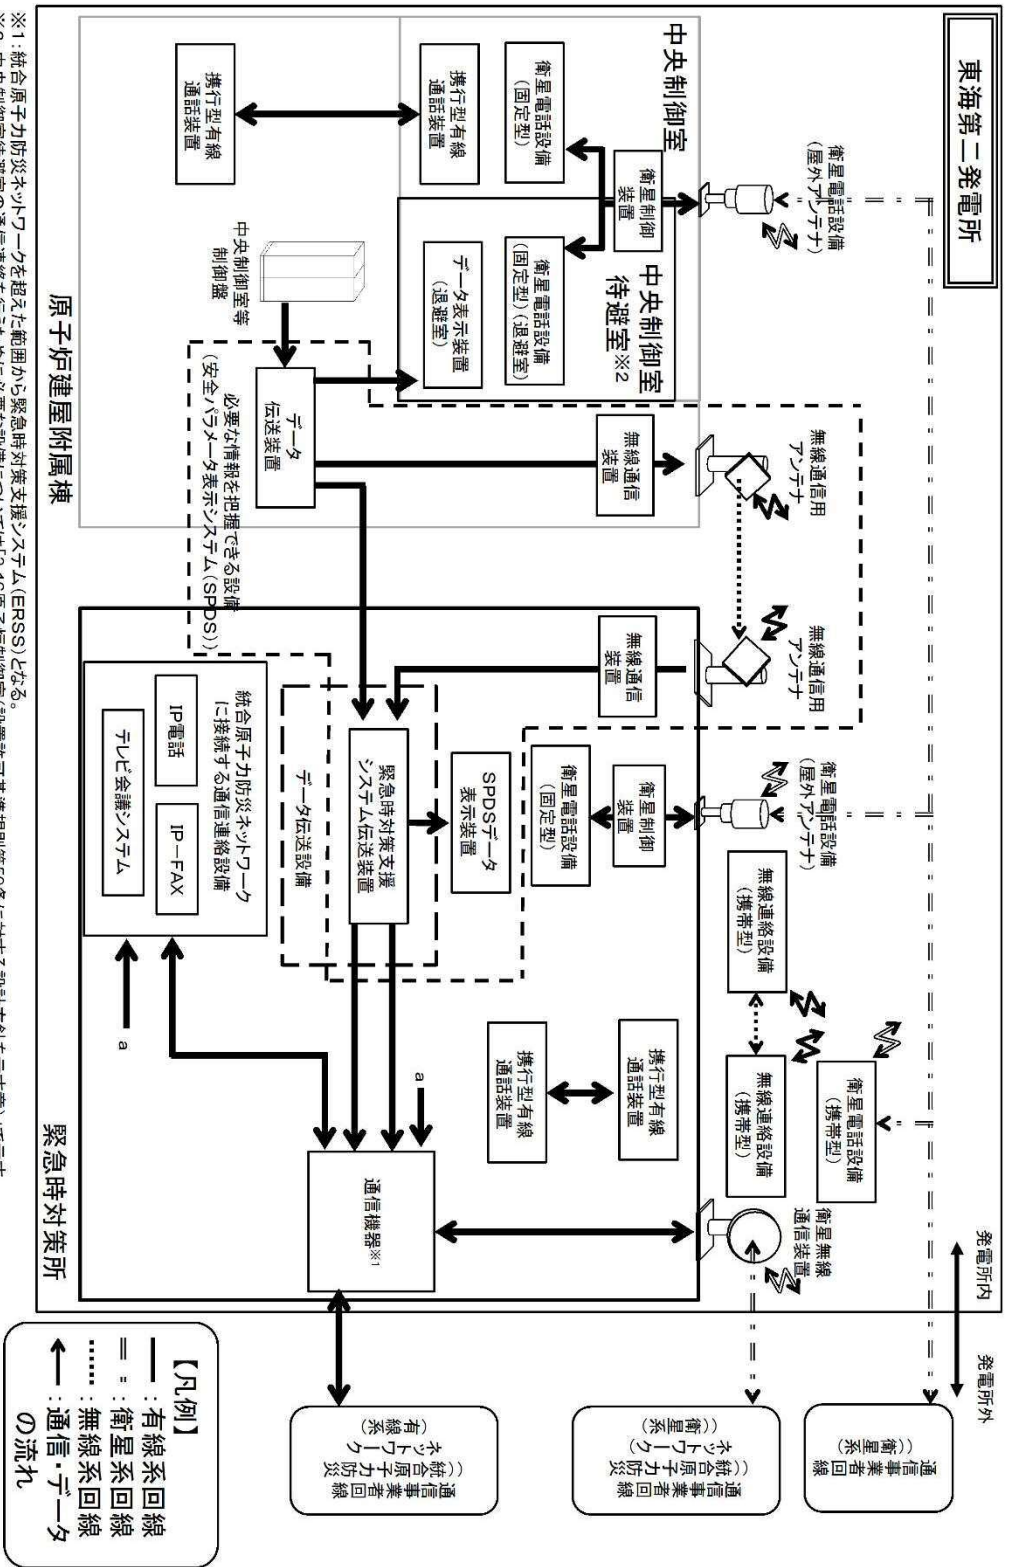 東海第二発電所
発電所内
発電所外
衛星電話設備
(屋外アンテナ)
無線通信用
アンテナ
無線通信用
アンテナ
衛星電話設備
(屋外アンテナ)
無線連絡設備
(携帯型)
無線連絡設備
(携帯型)
衛星電話設備
(携帯型)
衛星無線
通信装置
通信事業者回線
(衛星系)
通信事業者回線
(統合原子力防災
ネットワーク)
(衛星系)
通信事業者回線
(統合原子力防災
ネットワーク
(有線系)
中央制御室
衛星制御
装置
衛星電話設備
(固定型)
携行型有線
通話装置
携行型有線
通話装置
中央制御室
待避室※2
衛星電話設備
(固定型)(退避室)
データ表示装置
(退避室)
中央制御室等
制御盤
データ
伝送装置
無線通信
装置
必要な情報を把握できる設備
(安全パラメータ表示システム(SPDS))
原子炉建屋附属棟
無線通信
装置
衛星制御
装置
衛星電話設備
(固定型)
SPDSデータ
表示装置
緊急時対策支援
システム伝送装置
データ伝送設備
統合原子力防災ネットワーク
に接続する通信連絡設備
IP電話
IP-FAX
テレビ会議システム
a
携行型有線
通話装置
携行型有線
通話装置
a
通信機器※1
緊急時対策所
【凡例】
:有線系回線
:衛星系回線
:無線系回線
:通信・データ
の流れ
※1:統合原子力防災ネットワークを超えた範囲から緊急時対策支援システム(ERSS)となる。